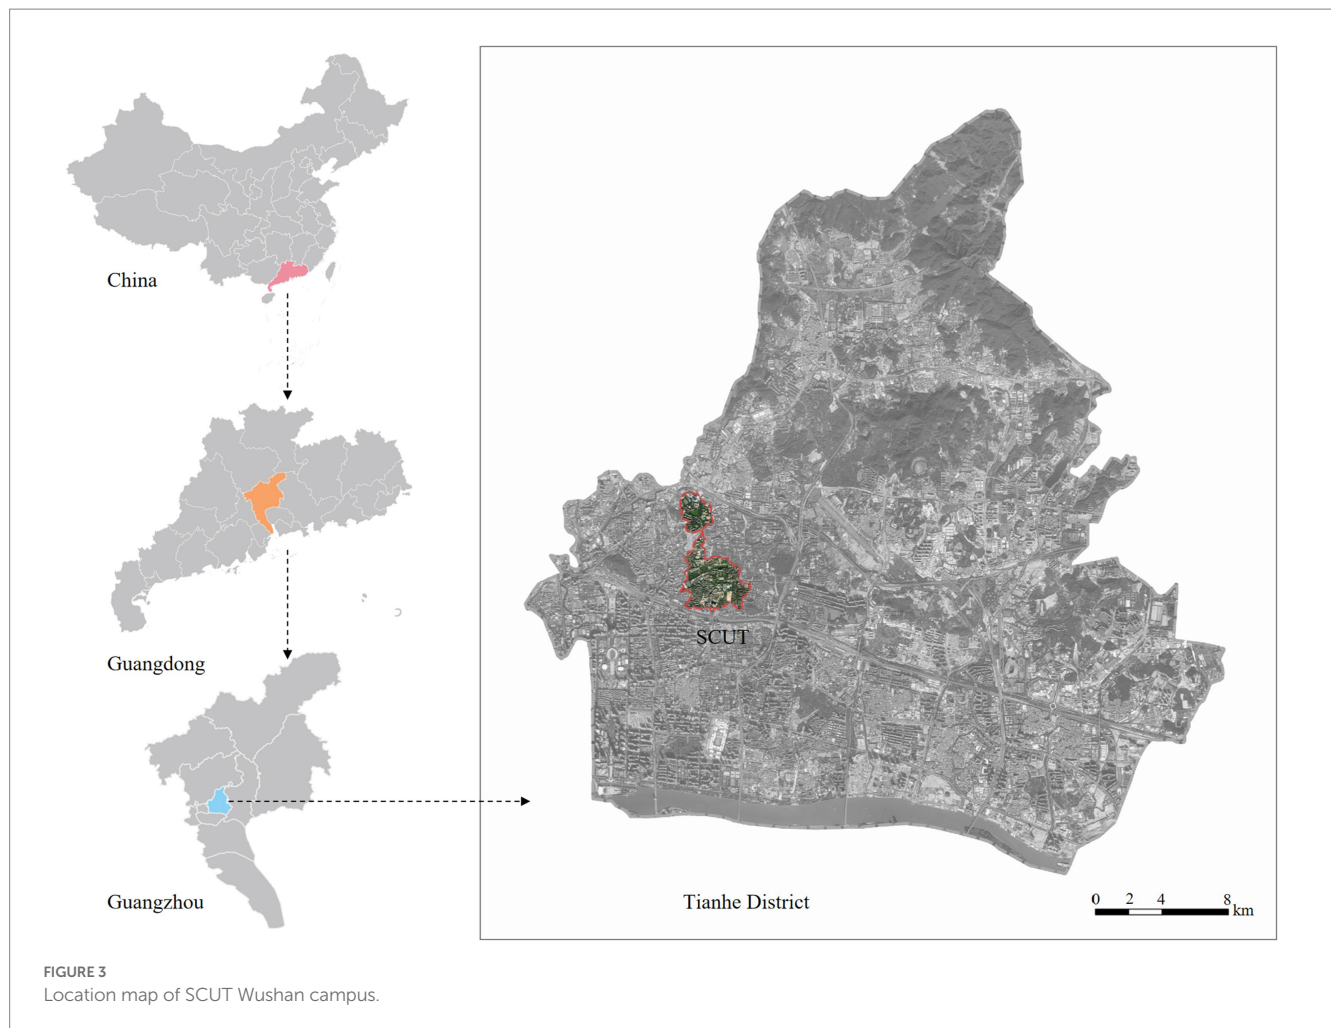 China
Guangdong
Guangzhou
SCUT
Tianhe District
0 2 4 8
km
FIGURE 3
Location map of SCUT Wushan campus.